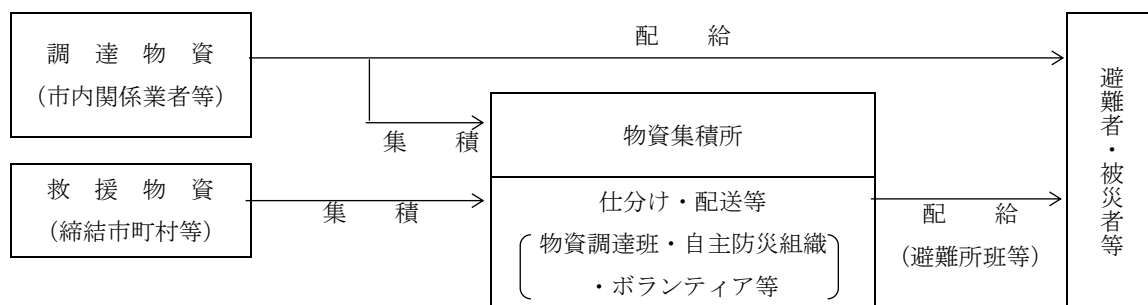 調達物資
（市内関係業者等）
配給
集積
物資集積所
救援物資
（締結市町村等）
集積
仕分け・配送等
物資調達班・自主防災組織
・ボランティア等
配給
（避難所班等）
避難者・被災者等